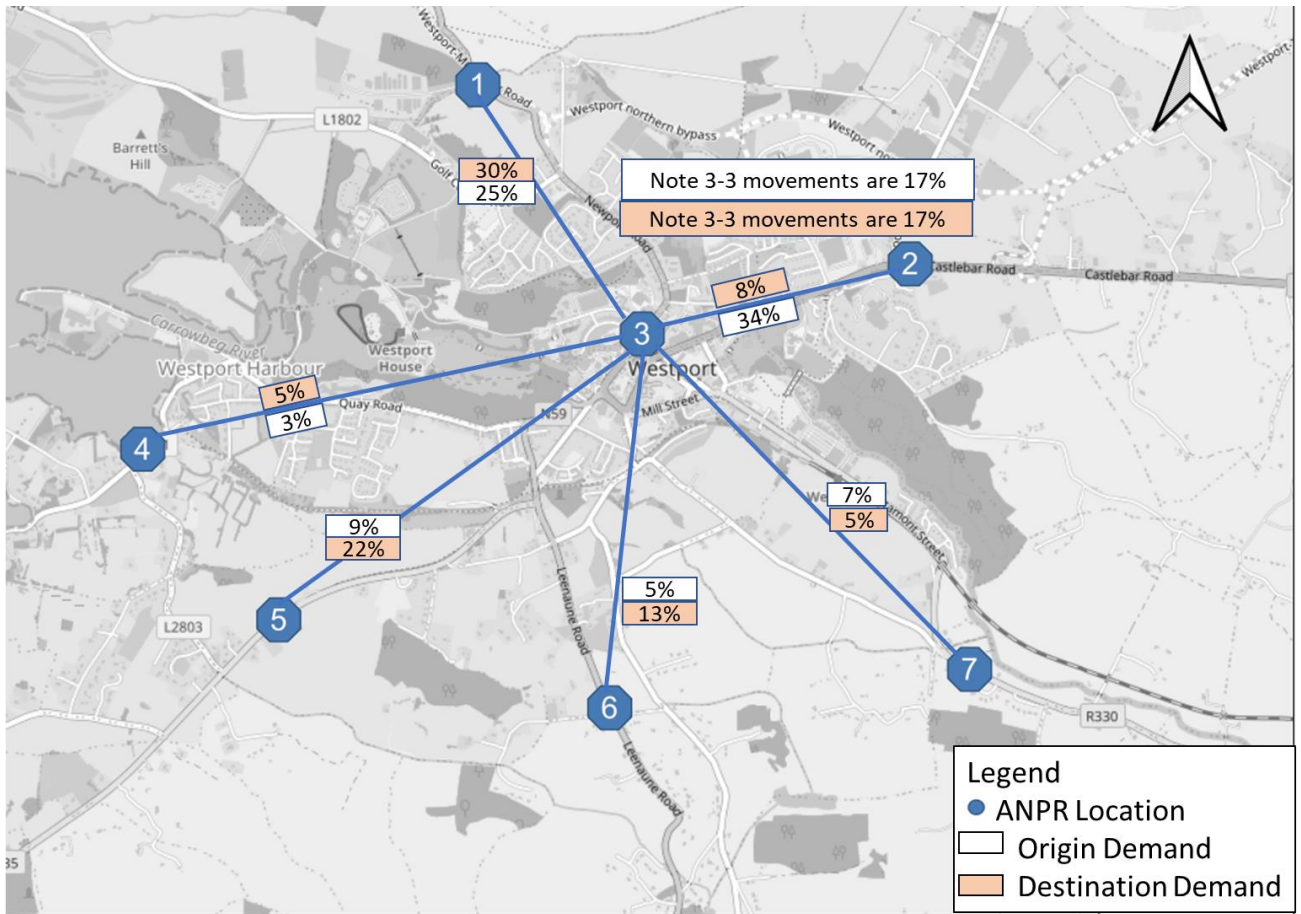 Westport-M
1
Road
L1802
Barrett's
Hill
Westport northern bypass
Westport-
Golf C
30%
25%
Note 3-3 movements are 17%
Note 3-3 movements are 17%
2
Castlebar Road
Castlebar Road
8%
34%
3
Westport
Carrowbeg River
Westport Harbour
Westport
House
5%
3%
Quay Road
N59
Mill Street
4
9%
22%
7%
5%
5%
13%
Leenaune Road
5
L2803
6
7
R330
Leenaune Road
35
Legend
ANPR Location
Origin Demand
Destination Demand